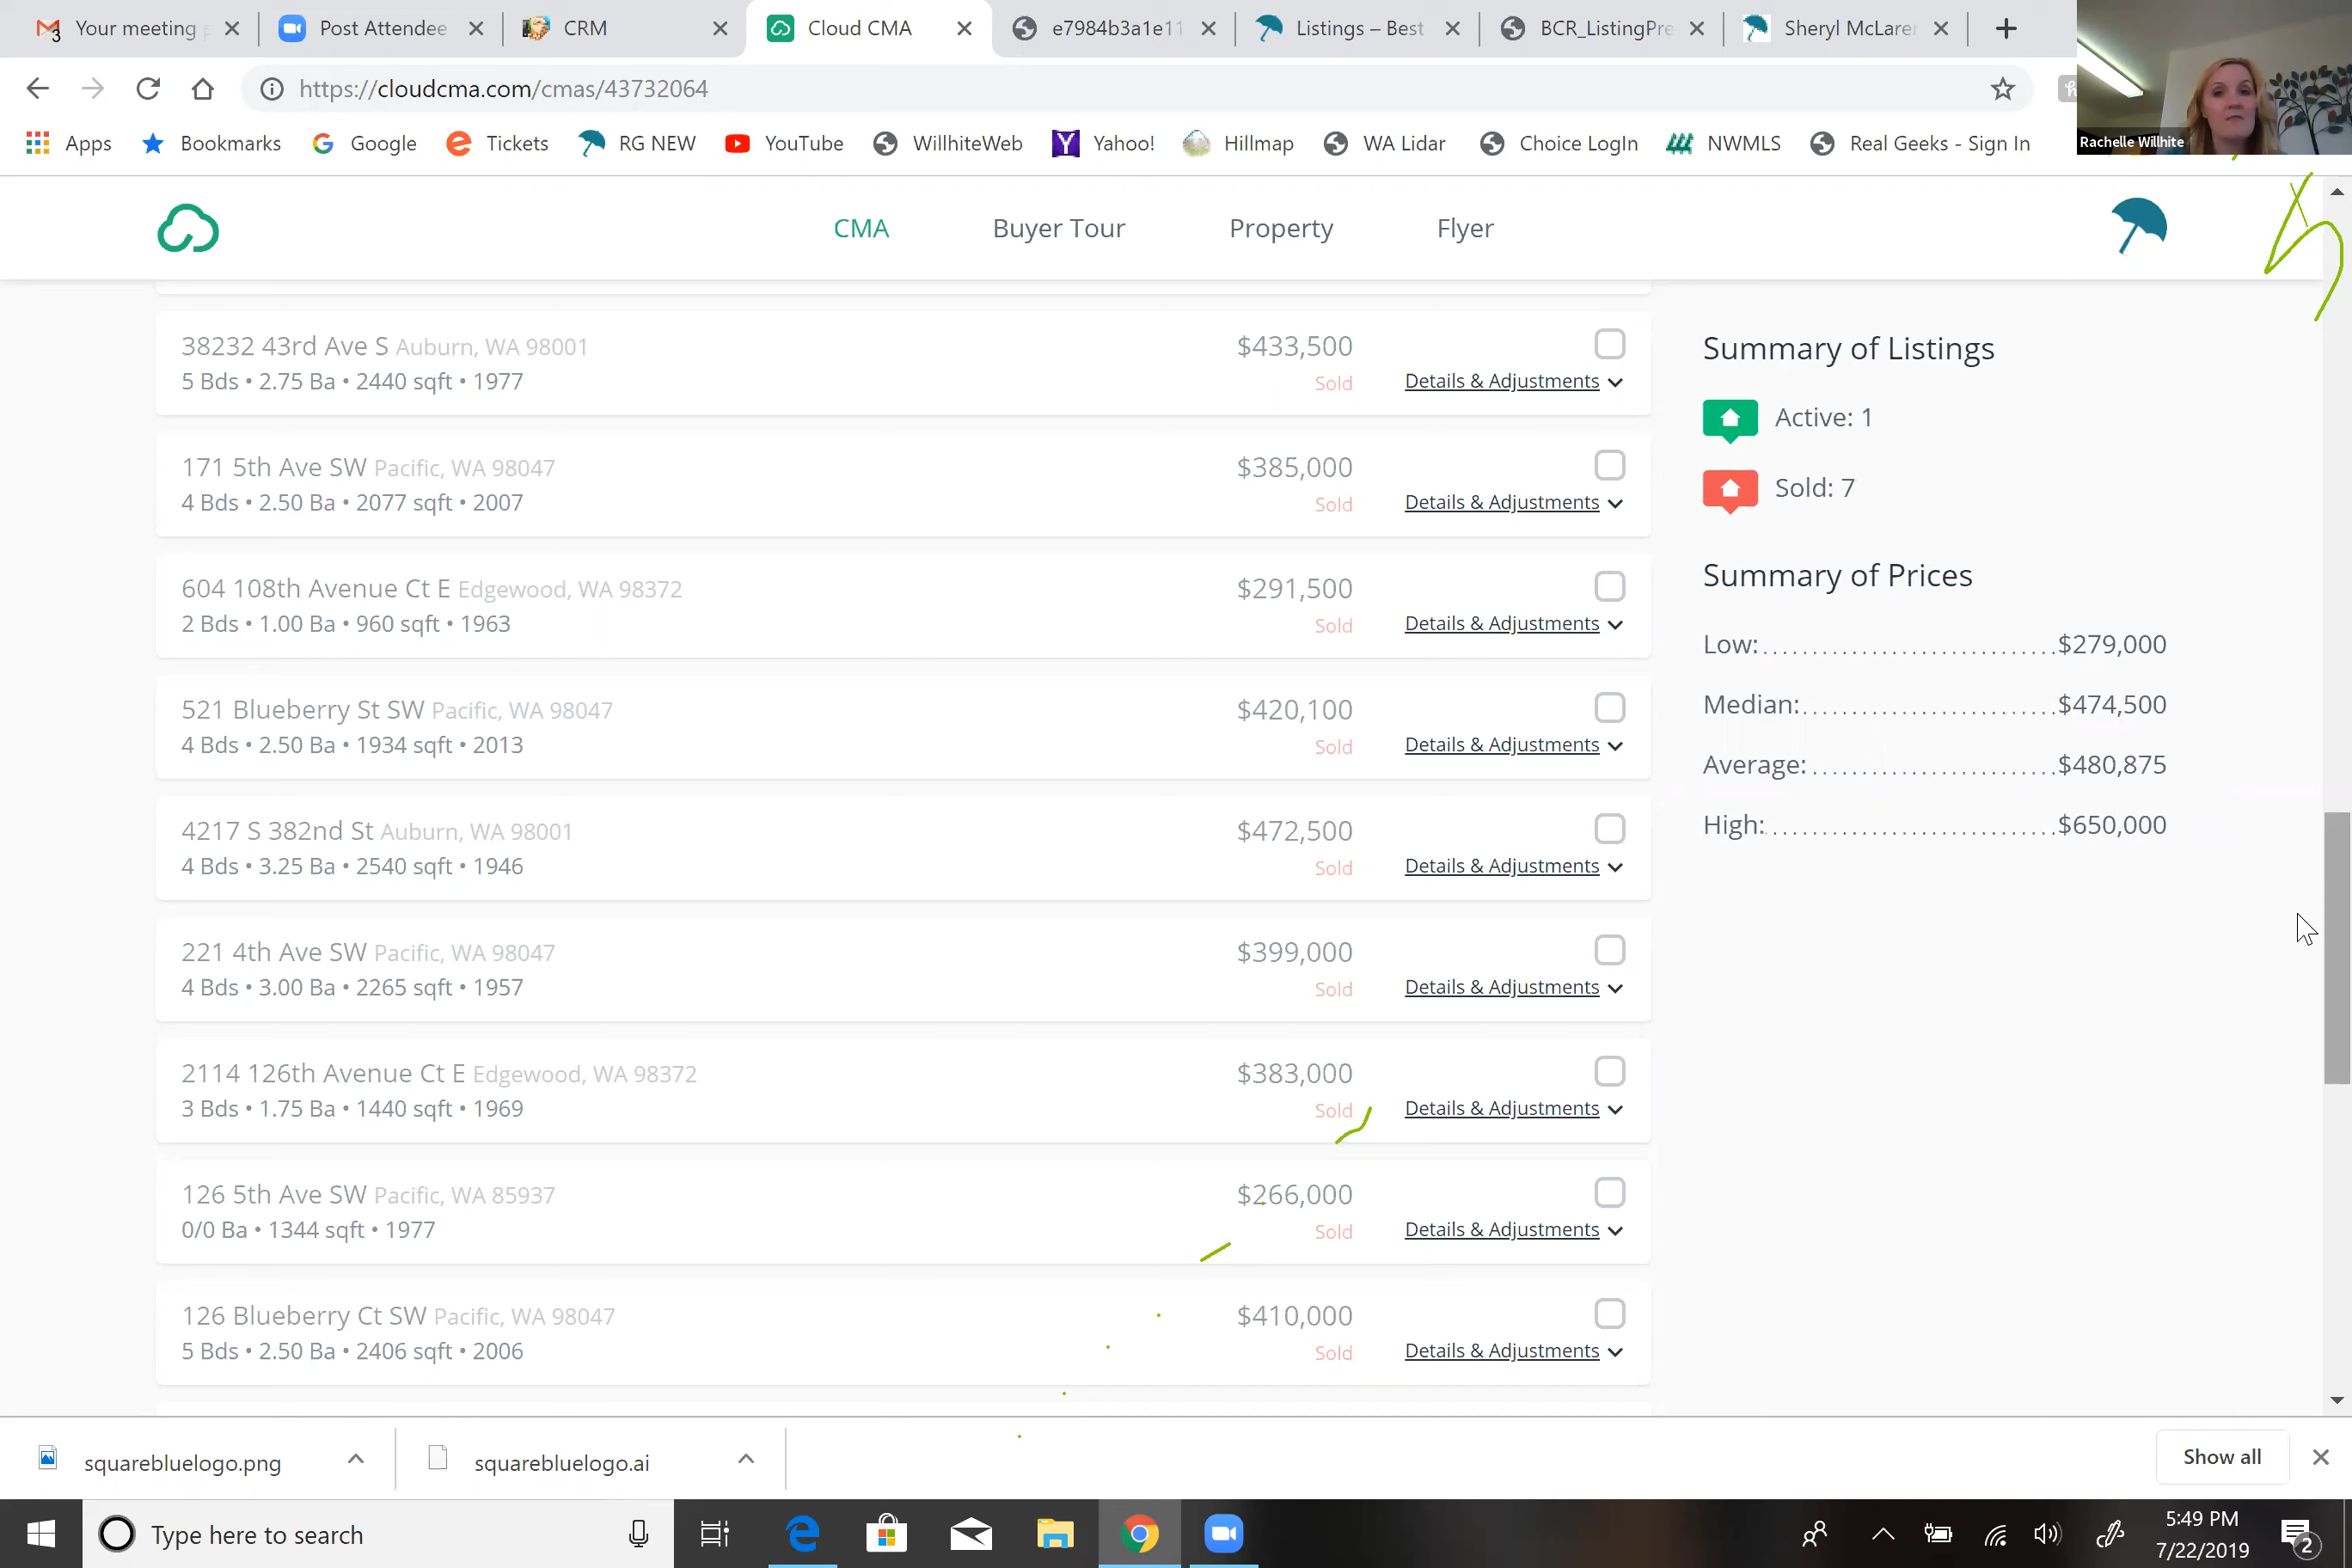 Your meeting
Post Attendee
CRM
Cloud CMA
e7984b3a1e11
Listings – Best
BCR_ListingPre
Sheryl McLaren
https://cloudcma.com/cmas/43732064
Apps Bookmarks Google Tickets RG NEW YouTube WillhiteWeb Yahoo! Hillmap WA Lidar Choice LogIn NWMLS Real Geeks - Sign In
Rachelle Willhite
CMA Buyer Tour Property Flyer
38232 43rd Ave S Auburn, WA 98001 $433,500
5 Bds • 2.75 Ba • 2440 sqft • 1977 Sold Details & Adjustments
171 5th Ave SW Pacific, WA 98047 $385,000
4 Bds • 2.50 Ba • 2077 sqft • 2007 Sold Details & Adjustments
604 108th Avenue Ct E Edgewood, WA 98372 $291,500
2 Bds • 1.00 Ba • 960 sqft • 1963 Sold Details & Adjustments
521 Blueberry St SW Pacific, WA 98047 $420,100
4 Bds • 2.50 Ba • 1934 sqft • 2013 Sold Details & Adjustments
4217 S 382nd St Auburn, WA 98001 $472,500
4 Bds • 3.25 Ba • 2540 sqft • 1946 Sold Details & Adjustments
221 4th Ave SW Pacific, WA 98047 $399,000
4 Bds • 3.00 Ba • 2265 sqft • 1957 Sold Details & Adjustments
2114 126th Avenue Ct E Edgewood, WA 98372 $383,000
3 Bds • 1.75 Ba • 1440 sqft • 1969 Sold Details & Adjustments
126 5th Ave SW Pacific, WA 85937 $266,000
0/0 Ba • 1344 sqft • 1977 Sold Details & Adjustments
126 Blueberry Ct SW Pacific, WA 98047 $410,000
5 Bds • 2.50 Ba • 2406 sqft • 2006 Sold Details & Adjustments
Summary of Listings
Active: 1
Sold: 7
Summary of Prices
Low: $279,000
Median: $474,500
Average: $480,875
High: $650,000
squarebluelogo.png
squarebluelogo.ai
Show all
Type here to search
5:49 PM
7/22/2019
2